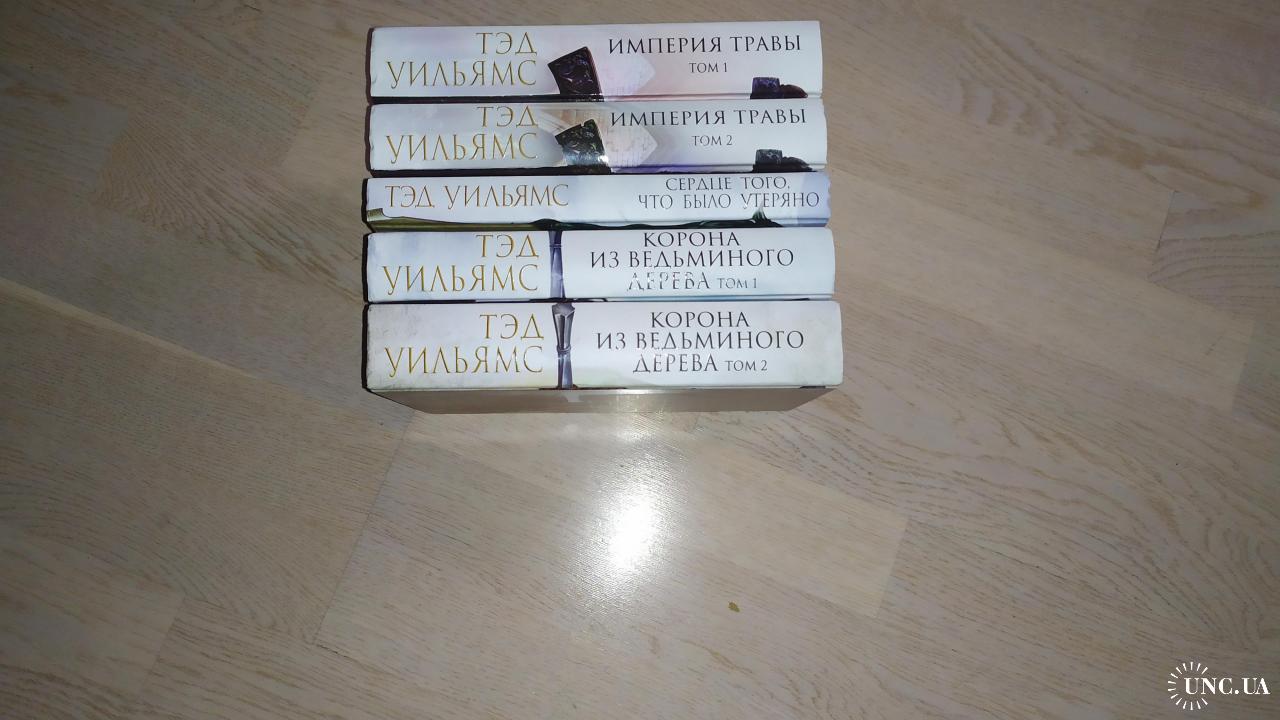 ТЭД
УИЛЬЯМС
ИМПЕРИЯ ТРАВЫ
ТОМ 1
ТЭД
УИЛЬЯМС
ИМПЕРИЯ ТРАВЫ
ТОМ 2
ТЭД УИЛЬЯМС
СЕРДЦЕ ТОГО,
ЧТО БЫЛО УТЕРЯНО
ТЭД
УИЛЬЯМС
КОРОНА
ИЗ ВЕДЬМИНОГО
ДЕРЕВА ТОМ 1
ТЭД
УИЛЬЯМС
КОРОНА
ИЗ ВЕДЬМИНОГО
ДЕРЕВА ТОМ 2
UNC.UA